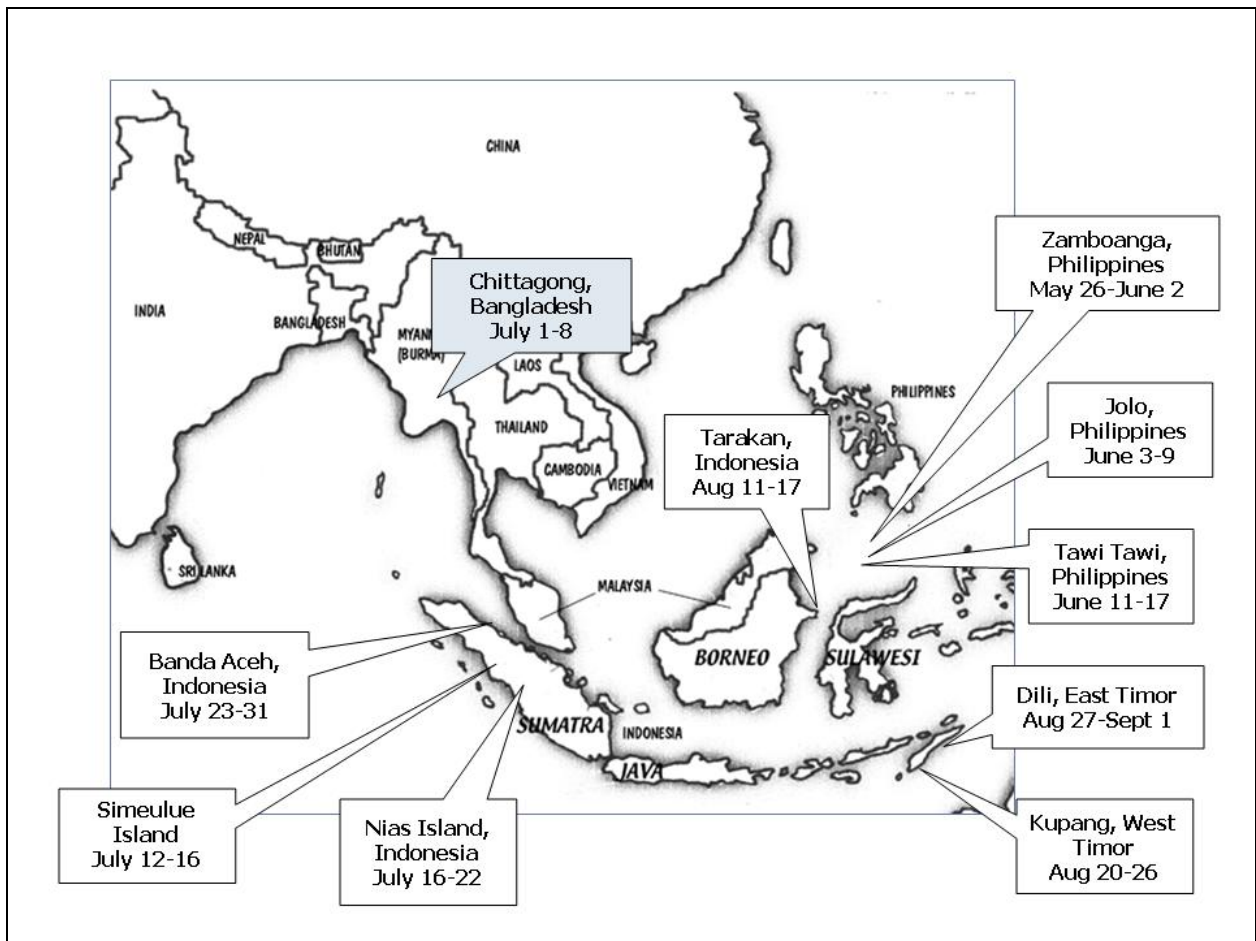 CHINA
NEPAL
BHUTAN
INDIA
BANGLADESH
Chittagong,
Bangladesh
July 1-8
(BURMA)
LAOS
THAILAND
CAMBODIA
VIETNAM
SRI LANKA
PHILIPPINES
Zamboanga,
Philippines
May 26-June 2
Jolo,
Philippines
June 3-9
Tawi Tawi,
Philippines
June 11-17
Tarakan,
Indonesia
Aug 11-17
MALAYSIA
BORNEO
SULAWESI
Banda Aceh,
Indonesia
July 23-31
SUMATRA
INDONESIA
JAVA
Dili, East Timor
Aug 27-Sept 1
Simeulue
Island
July 12-16
Nias Island,
Indonesia
July 16-22
Kupang, West
Timor
Aug 20-26